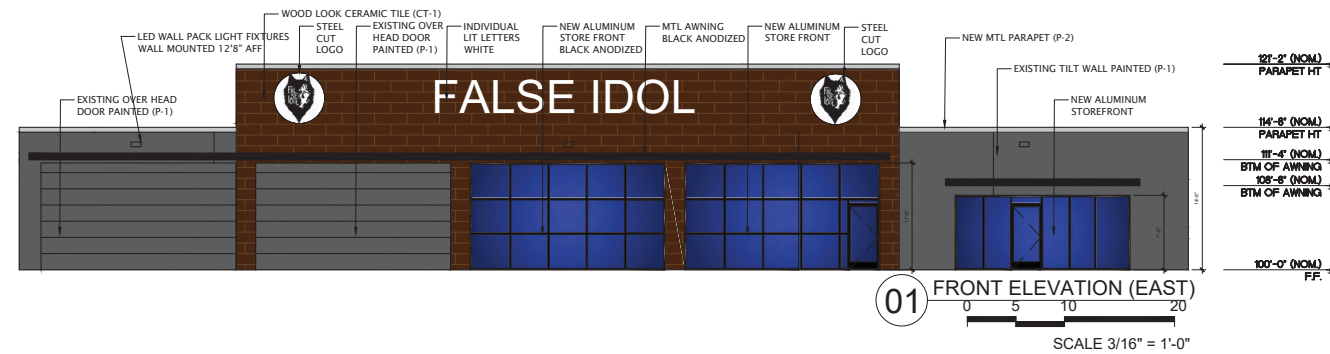 WOOD LOOK CERAMIC TILE (CT-1)
LED WALL PACK LIGHT FIXTURES
WALL MOUNTED 12'8" AFF
STEEL
CUT
LOGO
EXISTING OVER
HEAD DOOR
PAINTED (P-1)
INDIVIDUAL
LIT LETTERS
WHITE
NEW ALUMINUM
STORE FRONT
BLACK ANODIZED
MTL AWNING
BLACK ANODIZED
NEW ALUMINUM
STORE FRONT
STEEL
CUT
LOGO
NEW MTL PARAPET (P-2)
EXISTING TILT WALL PAINTED (P-1)
NEW ALUMINUM
STOREFRONT
EXISTING OVER HEAD
DOOR PAINTED (P-1)
FALSE IDOL
121'-2" (NOM.)
PARAPET HT
114'-8" (NOM.)
PARAPET HT
111'-4" (NOM.)
BTM OF AWNING
108'-8" (NOM.)
BTM OF AWNING
100'-0" (NOM.)
F.F.
14'-8"
01
FRONT ELEVATION (EAST)
0 5 10 20
SCALE 3/16" = 1'-0"